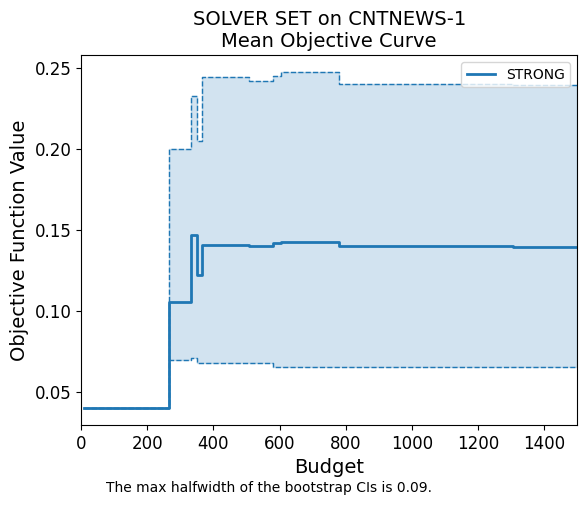 SOLVER SET on CNTNEWS-1
Mean Objective Curve
STRONG
Objective Function Value
0.25
0.20
0.15
0.10
0.05
0 200 400 600 800 1000 1200 1400
Budget
The max halfwidth of the bootstrap CIs is 0.09.